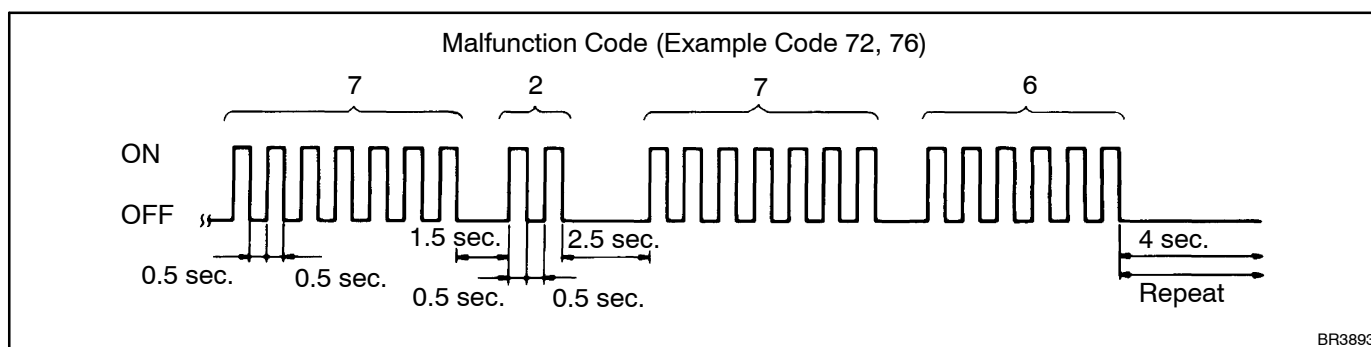 Malfunction Code (Example Code 72, 76)
7 2 7 6
ON
OFF
1.5 sec. 2.5 sec. 4 sec.
0.5 sec. 0.5 sec.
0.5 sec. 0.5 sec. Repeat
BR3893